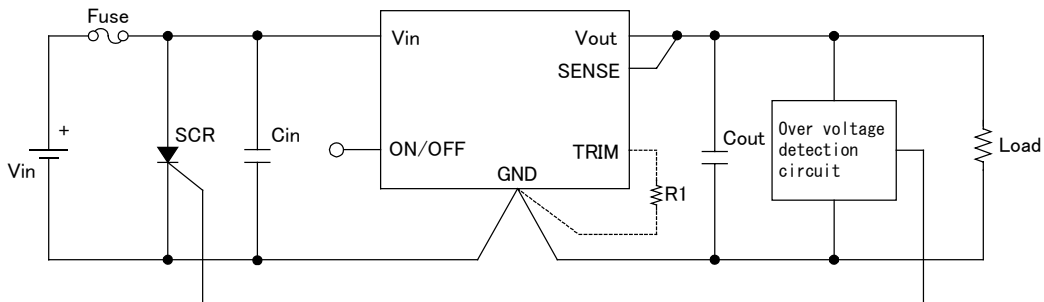 Fuse
Vin
Vout
SENSE
+
SCR
Cin
ON/OFF
TRIM
GND
R1
Cout
Over voltage
detection
circuit
Load
Vin